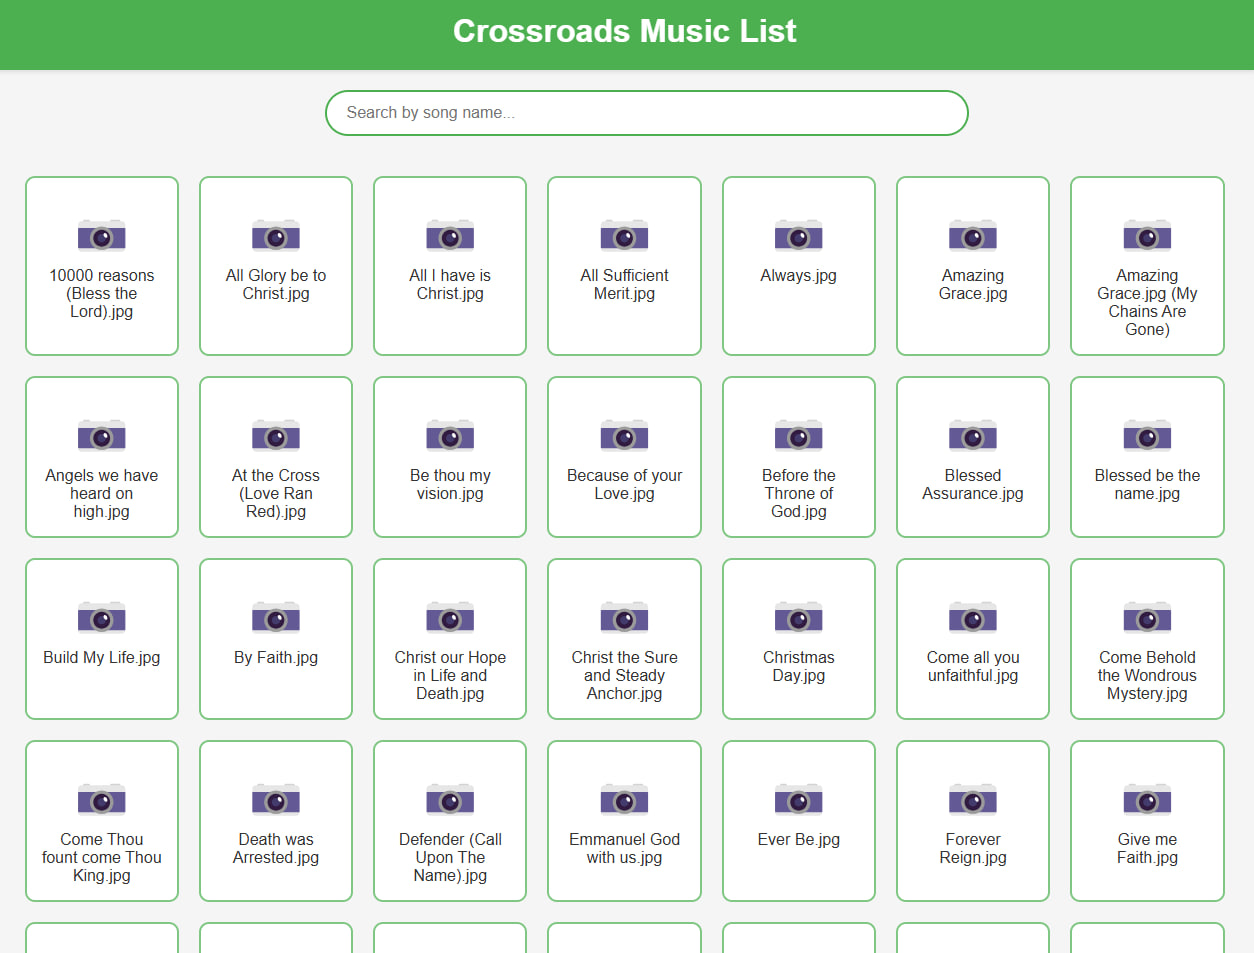 Crossroads Music List
Search by song name...
10000 reasons
(Bless the
Lord).jpg
All Glory be to
Christ.jpg
All I have is
Christ.jpg
All Sufficient
Merit.jpg
Always.jpg
Amazing
Grace.jpg
Amazing
Grace.jpg (My
Chains Are
Gone)
Angels we have
heard on
high.jpg
At the Cross
(Love Ran
Red).jpg
Be thou my
vision.jpg
Because of your
Love.jpg
Before the
Throne of
God.jpg
Blessed
Assurance.jpg
Blessed be the
name.jpg
Build My Life.jpg
By Faith.jpg
Christ our Hope
in Life and
Death.jpg
Christ the Sure
and Steady
Anchor.jpg
Christmas
Day.jpg
Come all you
unfaithful.jpg
Come Behold
the Wondrous
Mystery.jpg
Come Thou
fount come Thou
King.jpg
Death was
Arrested.jpg
Defender (Call
Upon The
Name).jpg
Emmanuel God
with us.jpg
Ever Be.jpg
Forever
Reign.jpg
Give me
Faith.jpg